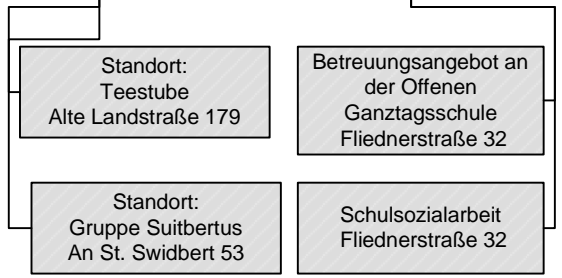 Standort:
Teestube
Alte Landstraße 179
Betreuungsangebot an
der Offenen
Ganztagsschule
Fliednerstraße 32
Standort:
Gruppe Suitbertus
An St. Swidbert 53
Schulsozialarbeit
Fliednerstraße 32